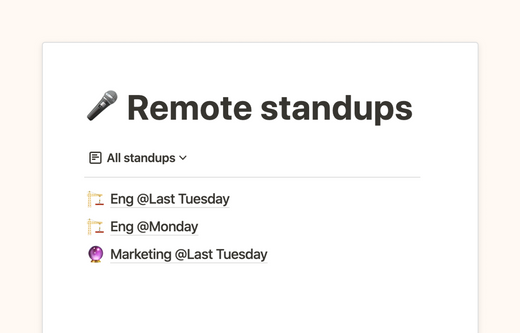 Remote standups
All standups
Eng @Last Tuesday
Eng @Monday
Marketing @Last Tuesday